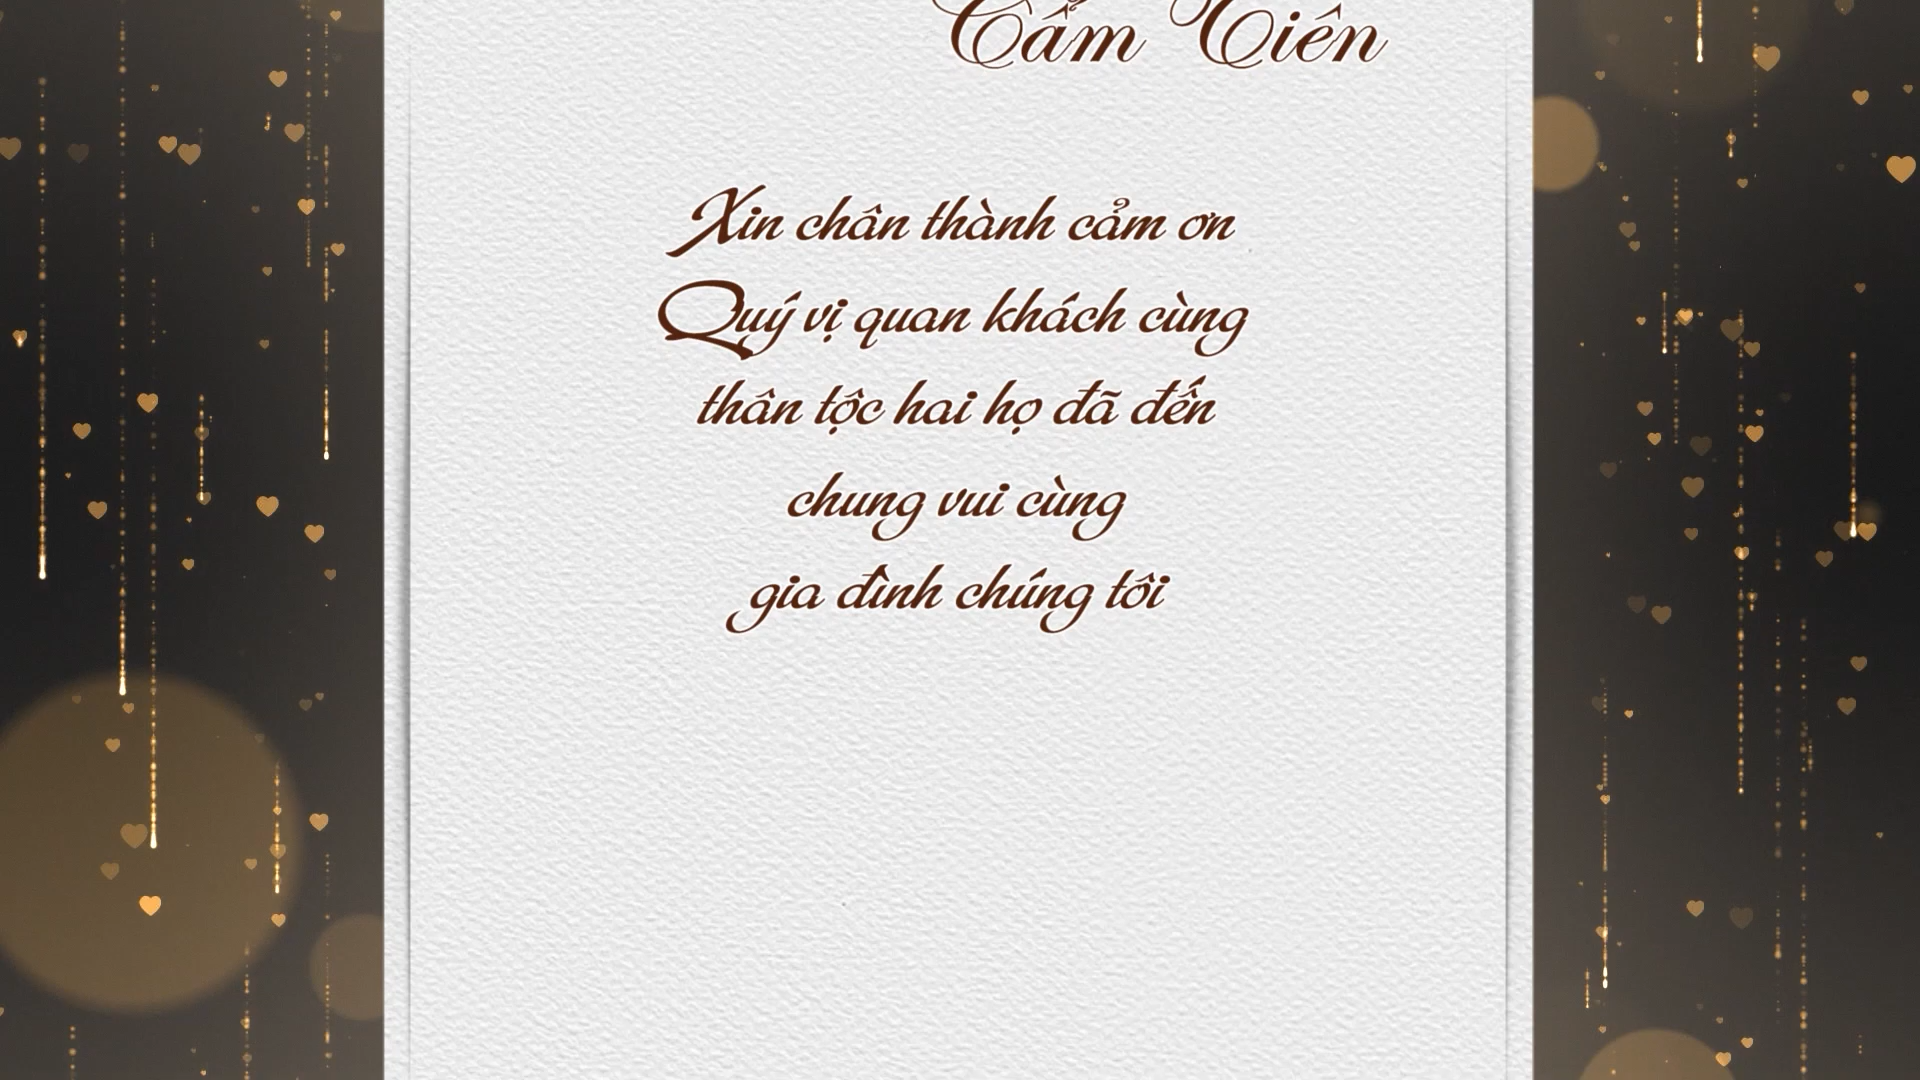 Cẩm Tiên
Xin chân thành cảm ơn
Quý vị quan khách cùng
thân tộc hai họ đã đến
chung vui cùng
gia đình chúng tôi